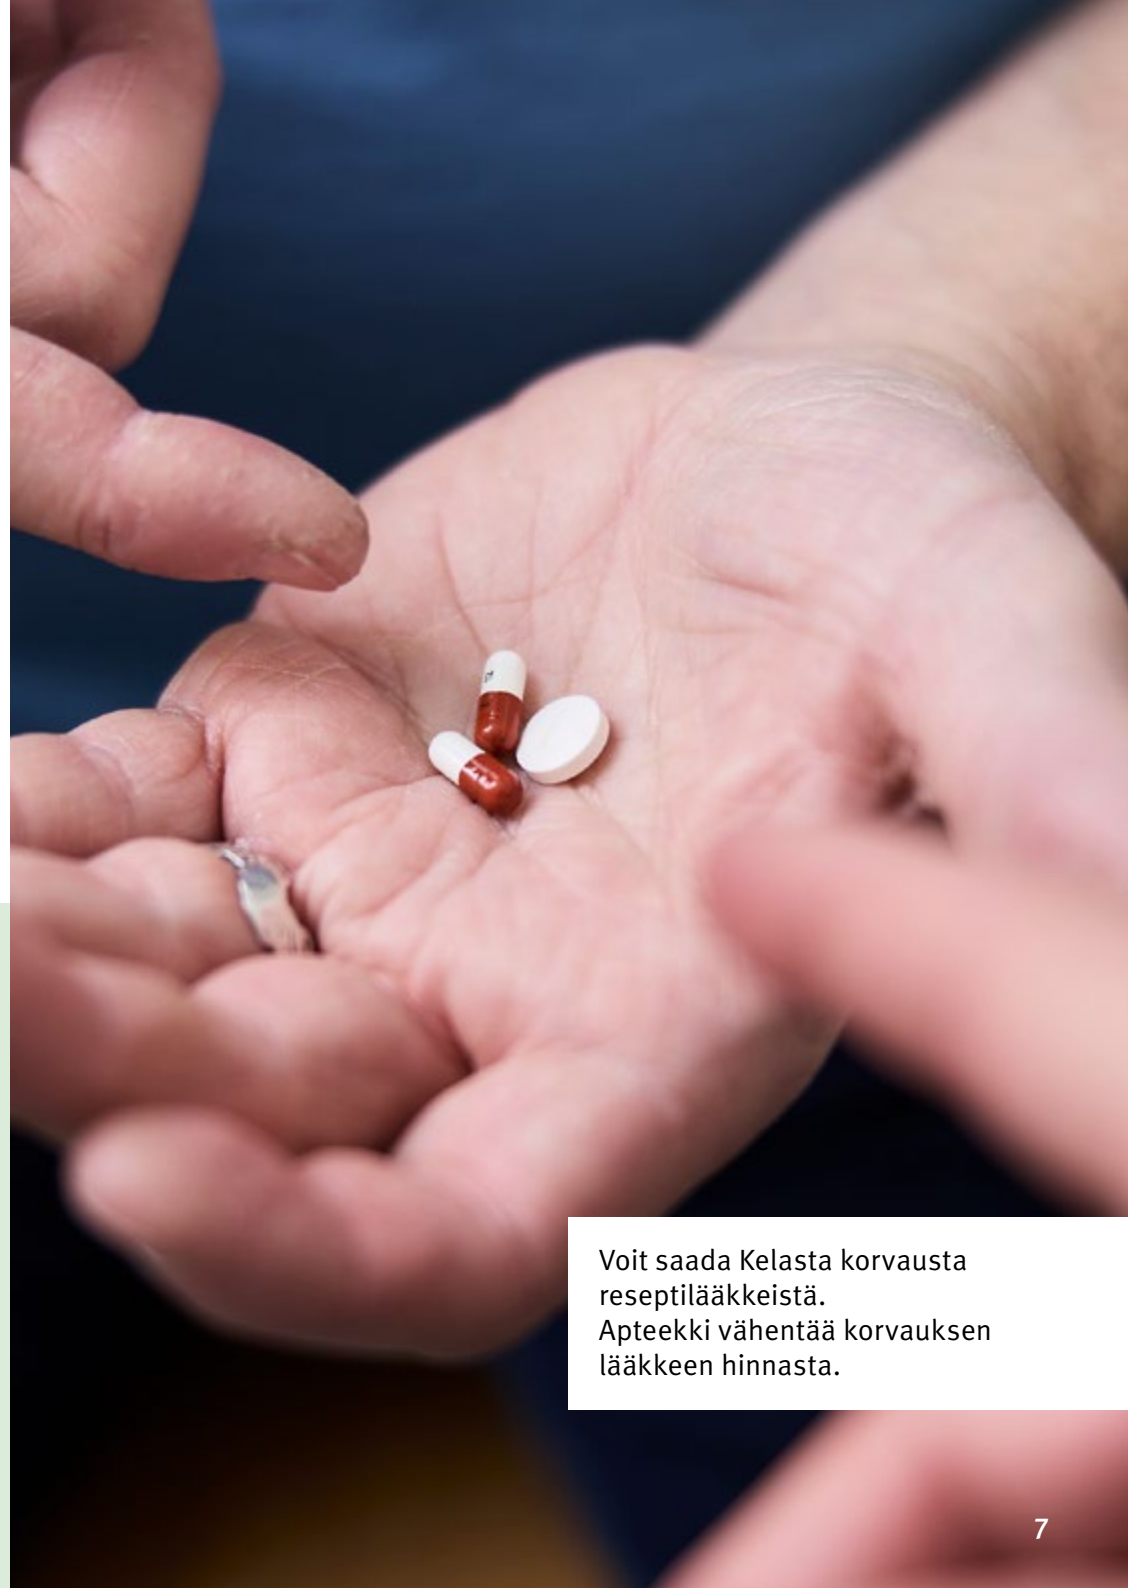 Voit saada Kelasta korvausta
reseptilääkkeistä.
Apteekki vähentää korvauksen
lääkkeen hinnasta.
7